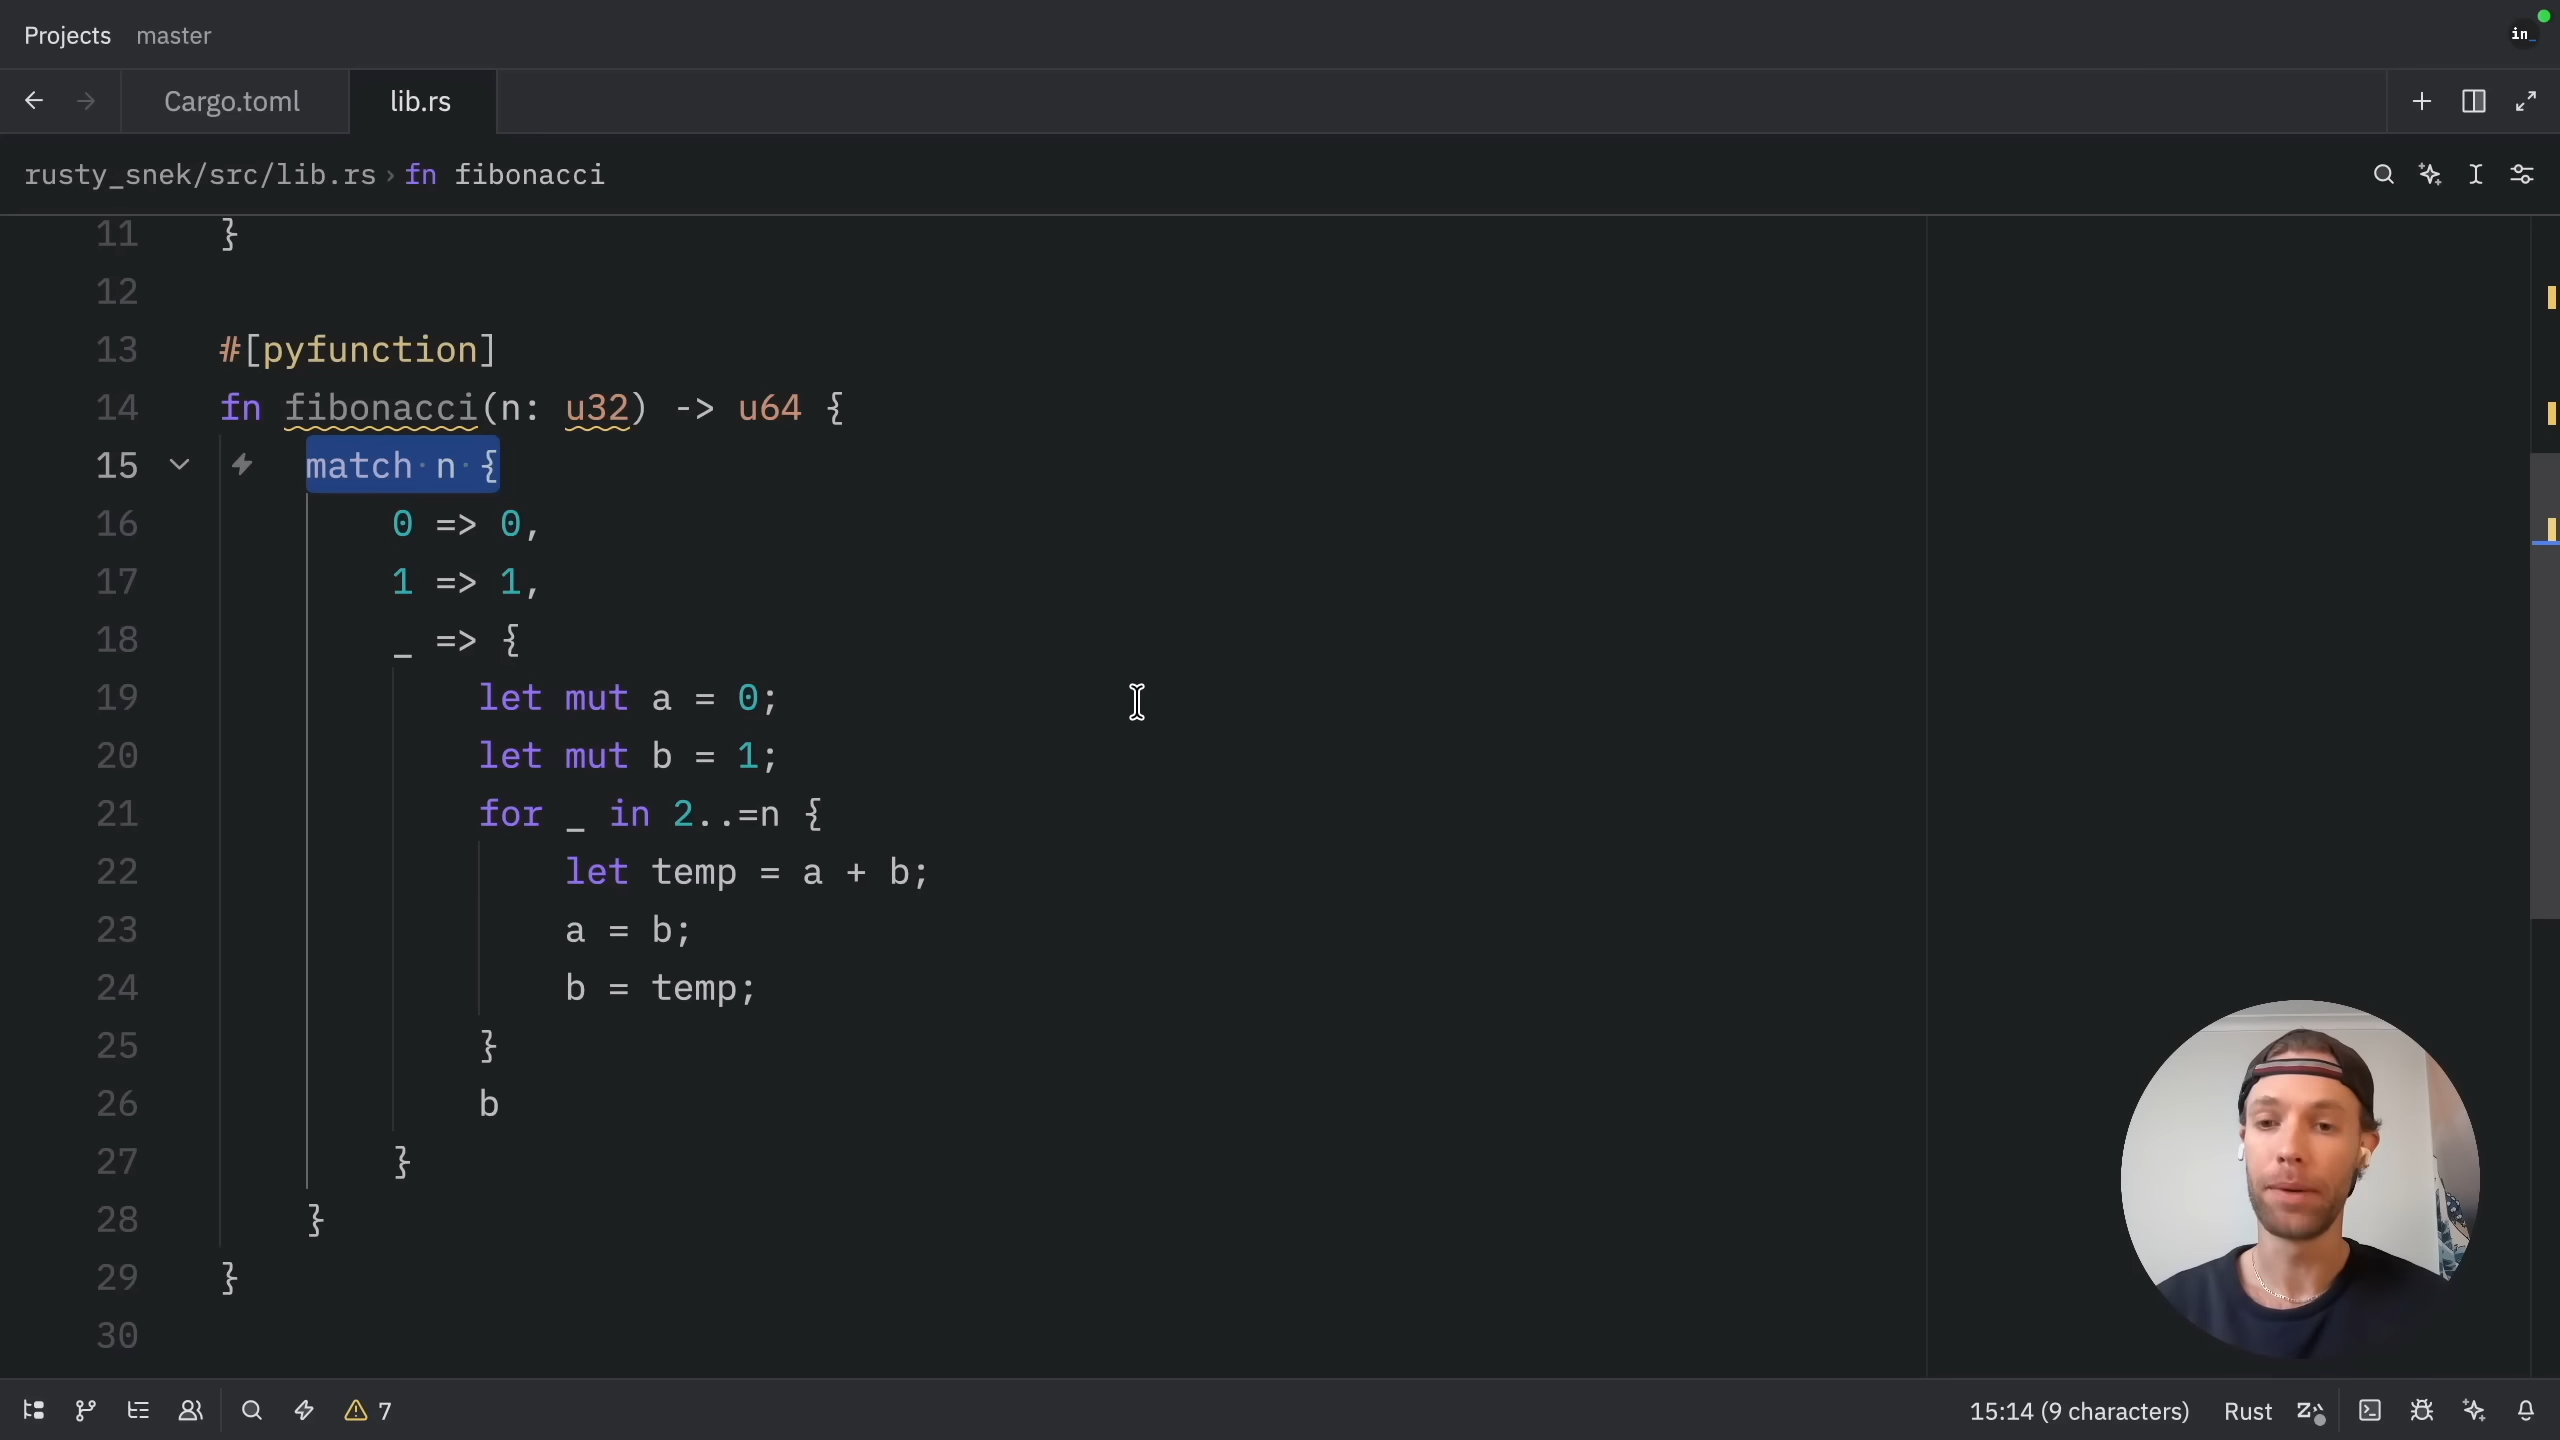 Projects master
in_
Cargo.toml lib.rs
rusty_snek/src/lib.rs › fn fibonacci
11 }
12
13 #[pyfunction]
14 fn fibonacci(n: u32) -> u64 {
15 match n {
16 0 => 0,
17 1 => 1,
18 _ => {
19 let mut a = 0;
20 let mut b = 1;
21 for _ in 2..=n {
22 let temp = a + b;
23 a = b;
24 b = temp;
25 }
26 b
27 }
28 }
29 }
30
7 15:14 (9 characters) Rust